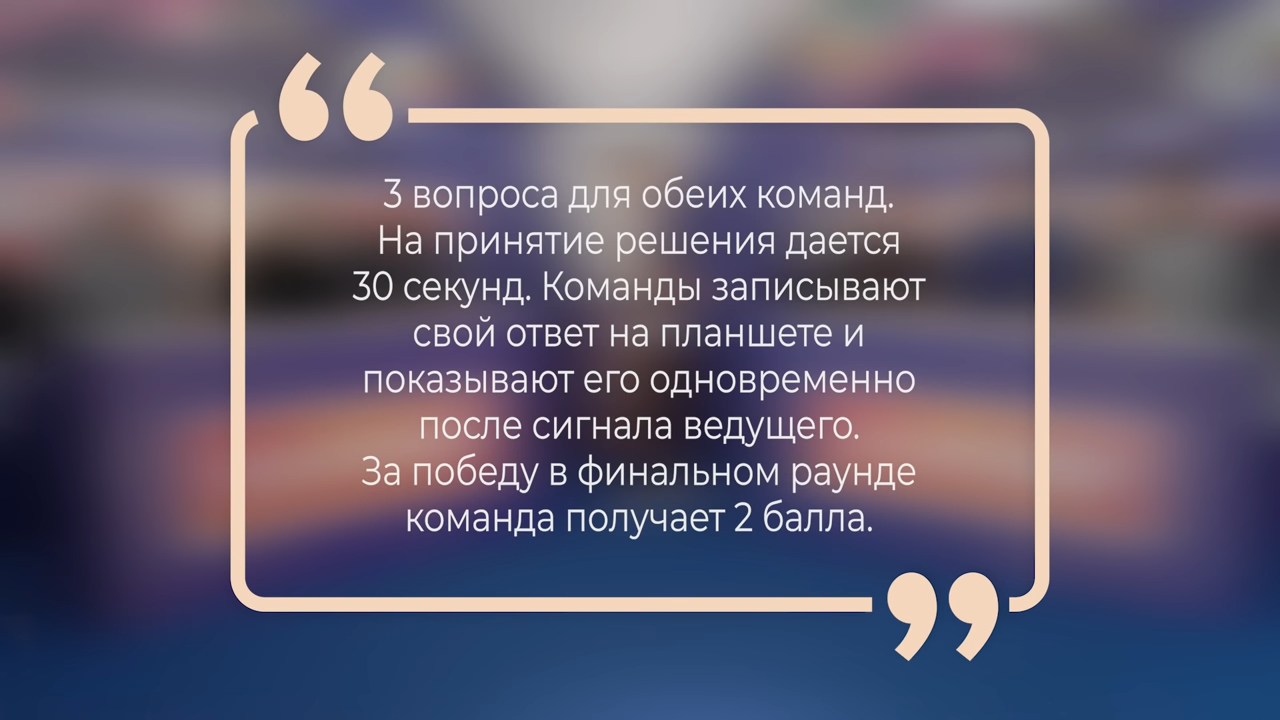 3 вопроса для обеих команд.
На принятие решения дается
30 секунд. Команды записывают
свой ответ на планшете и
показывают его одновременно
после сигнала ведущего.
За победу в финальном раунде
команда получает 2 балла.